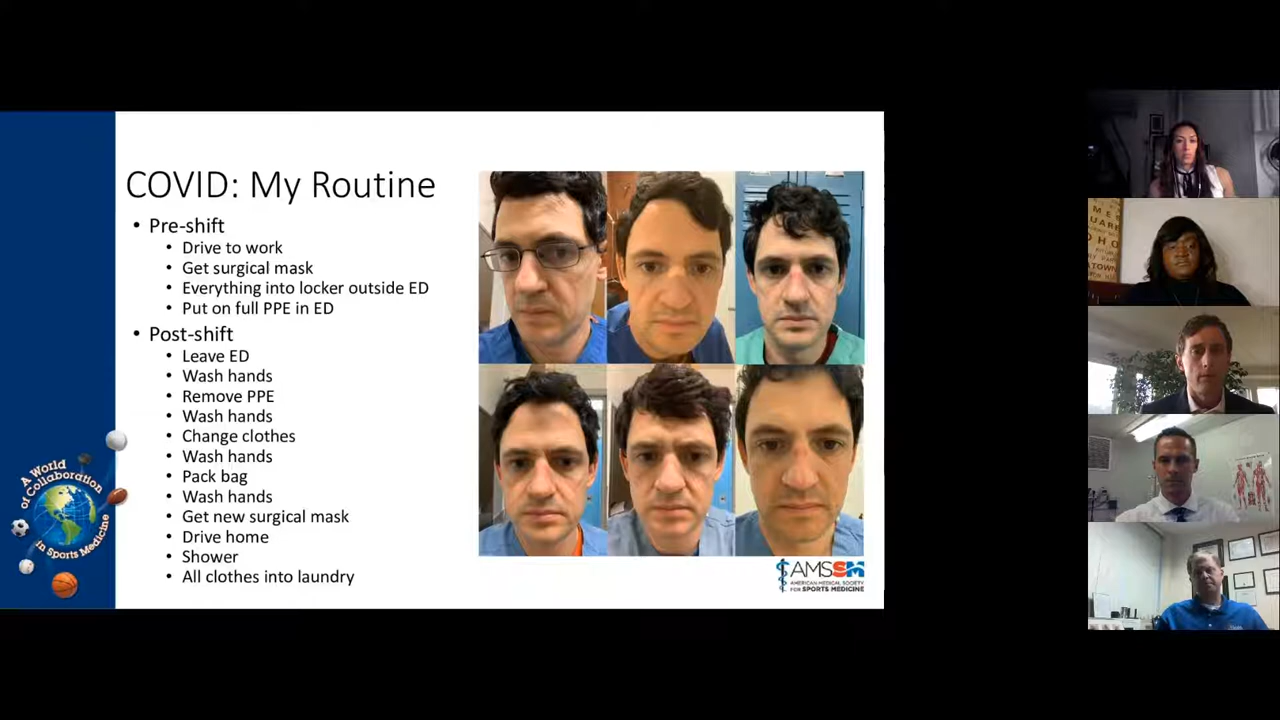 COVID: My Routine
• Pre-shift
• Drive to work
• Get surgical mask
• Everything into locker outside ED
• Put on full PPE in ED
• Post-shift
• Leave ED
• Wash hands
• Remove PPE
• Wash hands
• Change clothes
• Wash hands
• Pack bag
• Wash hands
• Get new surgical mask
• Drive home
• Shower
• All clothes into laundry
A World
of Collaboration
in Sports Medicine
AMSSM
AMERICAN MEDICAL SOCIETY
FOR SPORTS MEDICINE